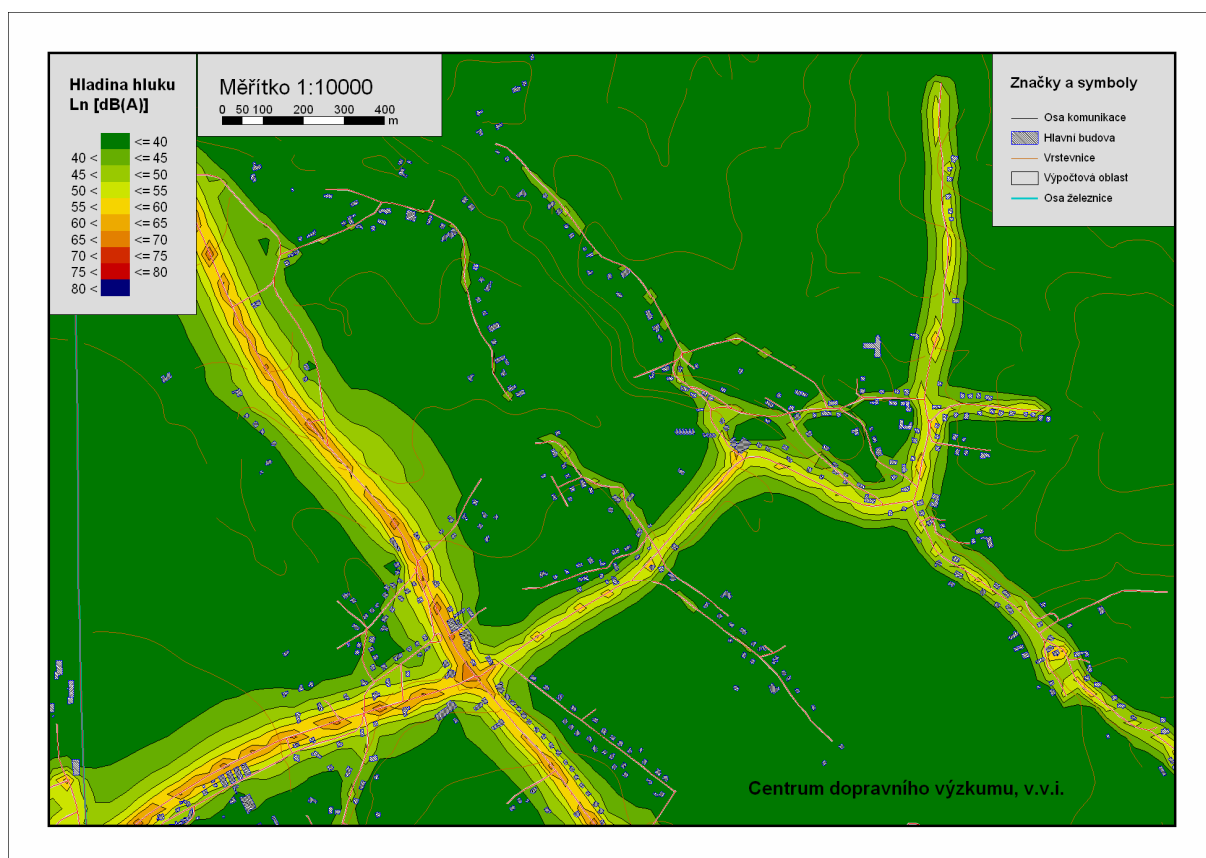 Hladina hluku
Ln [dB(A)]
<= 40
40 < <= 45
45 < <= 50
50 < <= 55
55 < <= 60
60 < <= 65
65 < <= 70
70 < <= 75
75 < <= 80
80 <
Měřítko 1:10000
0 50 100 200 300 400
m
Značky a symboly
Osa komunikace
Hlavní budova
Vrstevnice
Výpočtová oblast
Osa železnice
Centrum dopravního výzkumu, v.v.i.